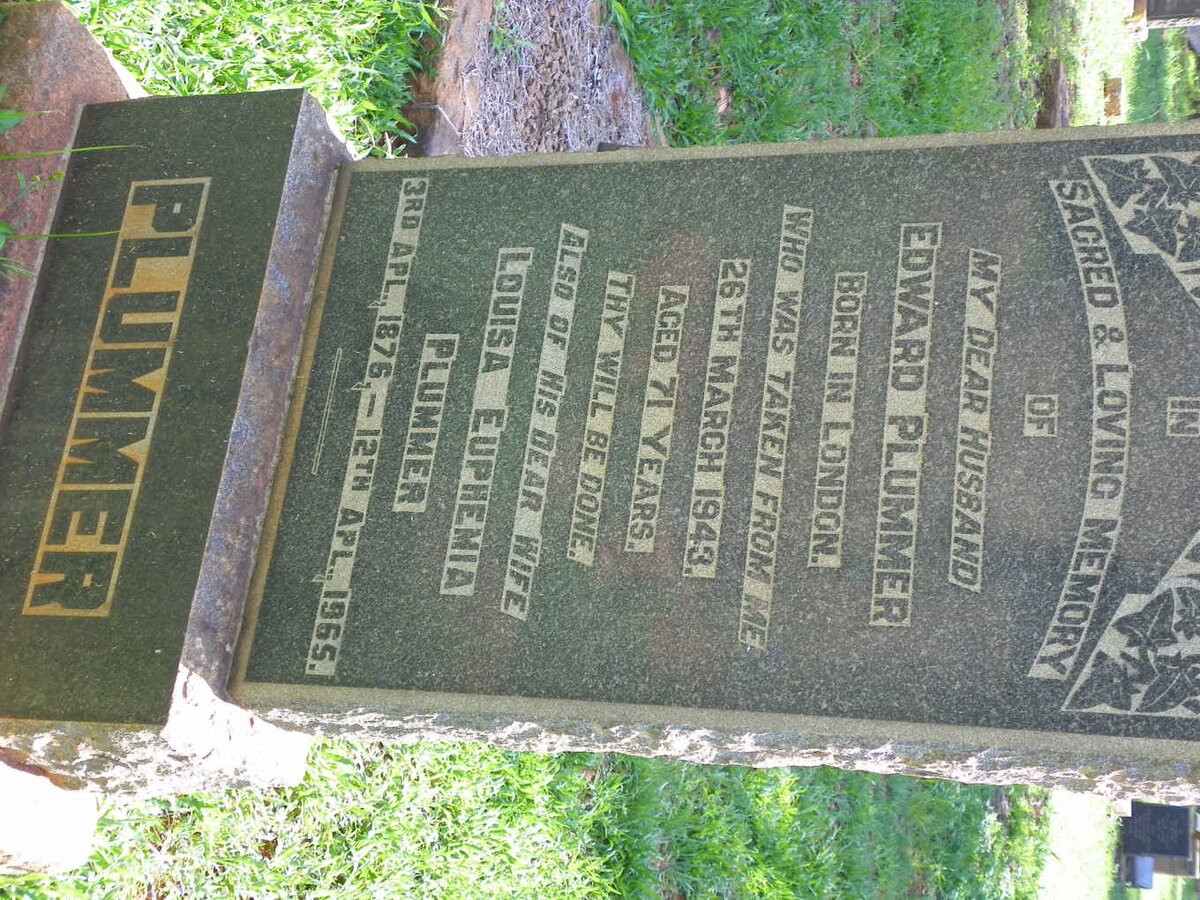 IN
SACRED & LOVING MEMORY
OF
MY DEAR HUSBAND
EDWARD PLUMMER
BORN IN LONDON.
WHO WAS TAKEN FROM ME
26TH MARCH 1943.
AGED 71 YEARS.
THY WILL BE DONE.
ALSO OF HIS DEAR WIFE
LOUISA EUPHEMIA
PLUMMER
3RD APL., 1876 – 12TH APL., 1965.
PLUMMER